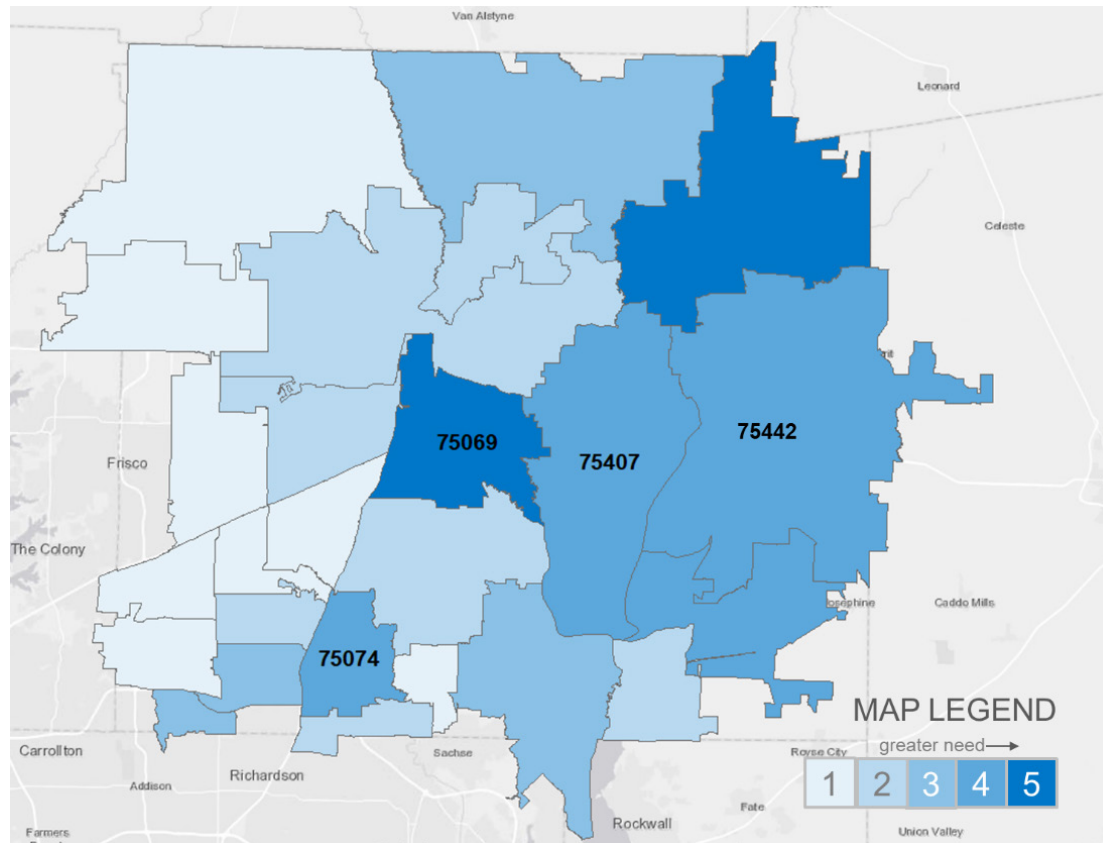 Van Alstyne
Leonard
Celeste
Frisco
75069
75407
75442
The Colony
Caddo Mills
75074
MAP LEGEND
greater need
Carrollton
Sachse
Royse City
Addison
Richardson
1 2 3 4 5
Fate
Rockwall
Farmers
Union Valley